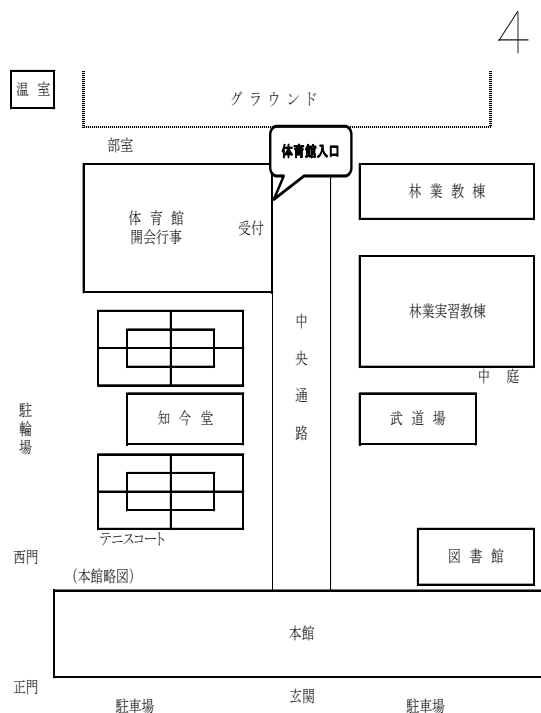 4
温 室
グ ラ ウ ン ド
部室
体育館入口
体 育 館
開会行事
受付
林 業 教 棟
林業実習教棟
中 庭
中央通路
知 今 堂
武 道 場
駐輪場
テニスコート
西門
図 書 館
(本館略図)
本館
正門
玄関
駐車場
駐車場